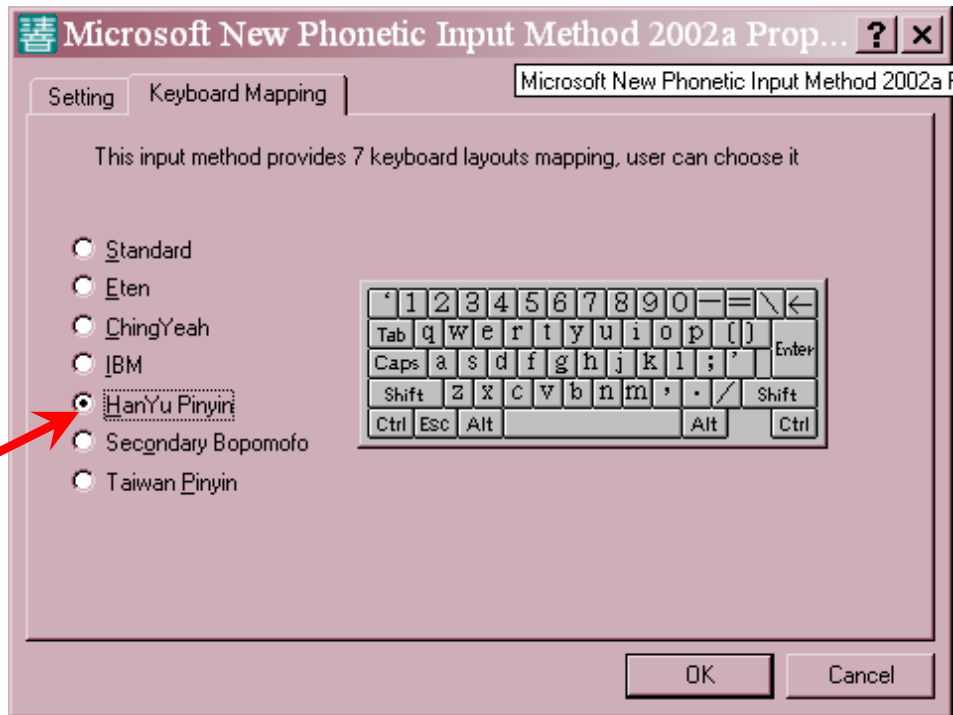 Microsoft New Phonetic Input Method 2002a Prop... ? ×
Microsoft New Phonetic Input Method 2002a
Setting Keyboard Mapping
This input method provides 7 keyboard layouts mapping, user can choose it
Standard
Eten
ChingYeah
IBM
HanYu Pinyin
Secondary Bopomofo
Taiwan Pinyin
‘ 1 2 3 4 5 6 7 8 9 0 — = \ ←
Tab q w e r t y u i o p [ ]
Enter
Caps a s d f g h j k l ; ’
Shift z x c v b n m , . / Shift
Ctrl Esc Alt Alt Ctrl
OK Cancel